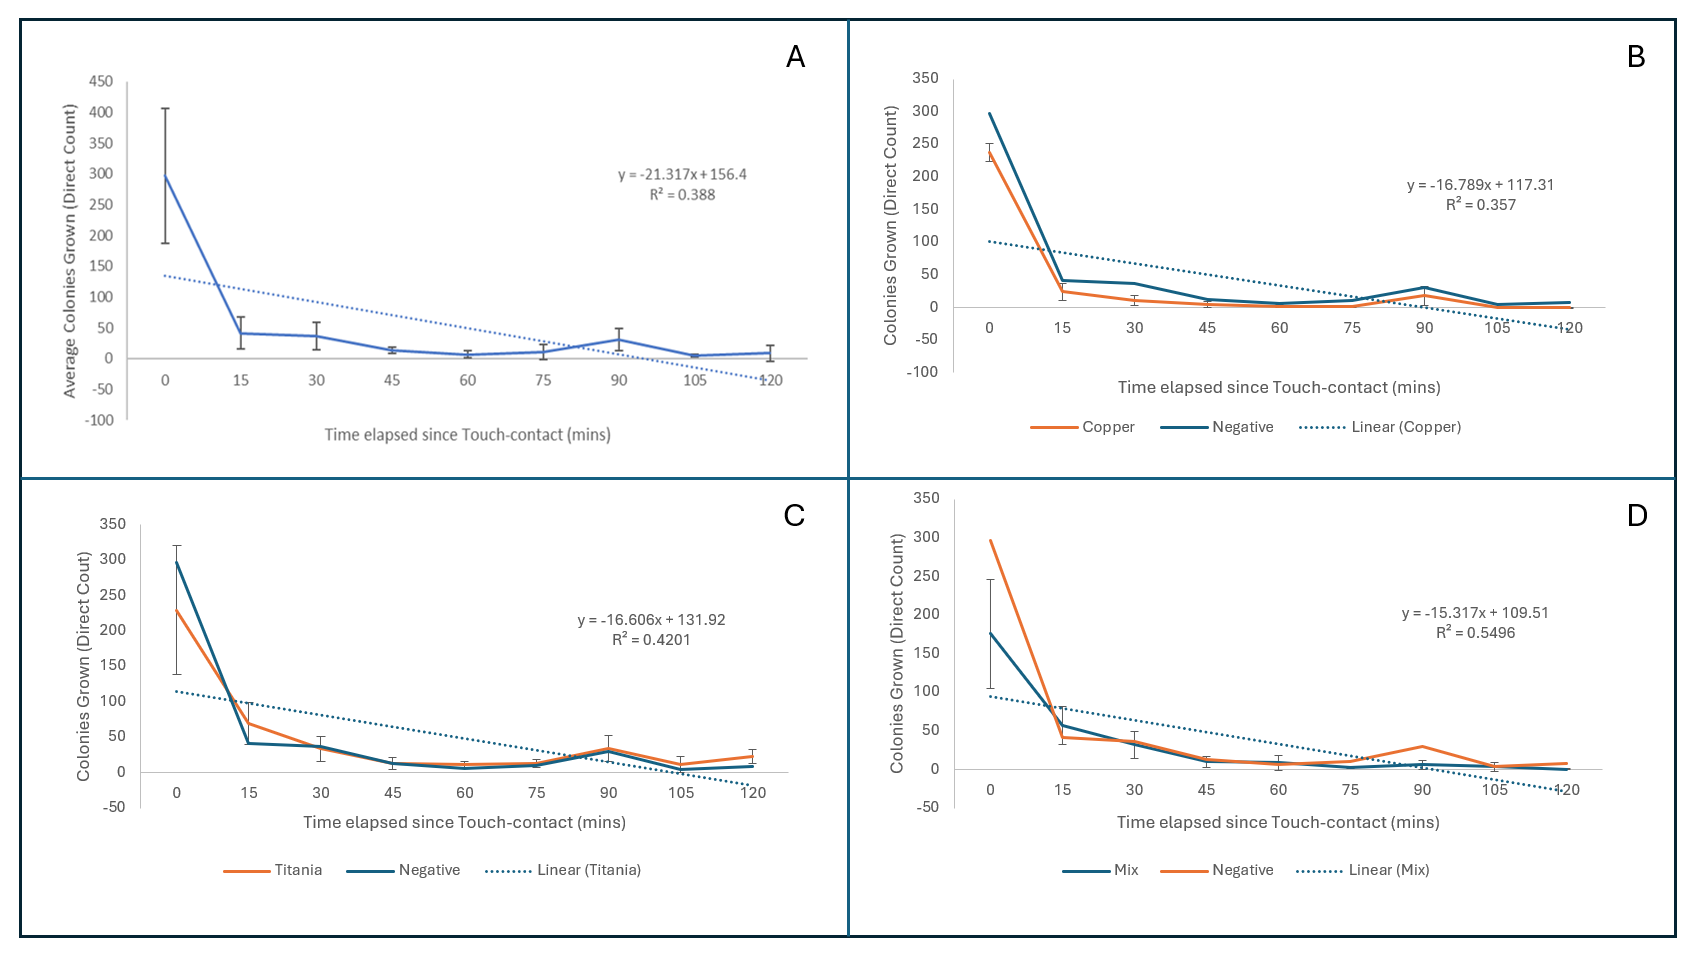 A
450
400
350
300
250
200
150
100
50
0
-50
-100
Average Colonies Grown (Direct Count)
y = -21.317x + 156.4
R² = 0.388
0 15 30 45 60 75 90 105 120
Time elapsed since Touch-contact (mins)
B
350
300
250
200
150
100
50
0
-50
-100
Colonies Grown (Direct Count)
y = -16.789x + 117.31
R² = 0.357
0 15 30 45 60 75 90 105 120
Time elapsed since Touch-contact (mins)
Copper Negative Linear (Copper)
C
350
300
250
200
150
100
50
0
-50
Colonies Grown (Direct Cout)
y = -16.606x + 131.92
R² = 0.4201
0 15 30 45 60 75 90 105 120
Time elapsed since Touch-contact (mins)
Titania Negative Linear (Titania)
D
350
300
250
200
150
100
50
0
-50
Colonies Grown (Direct Count)
y = -15.317x + 109.51
R² = 0.5496
0 15 30 45 60 75 90 105 120
Time elapsed since Touch-contact (mins)
Mix Negative Linear (Mix)